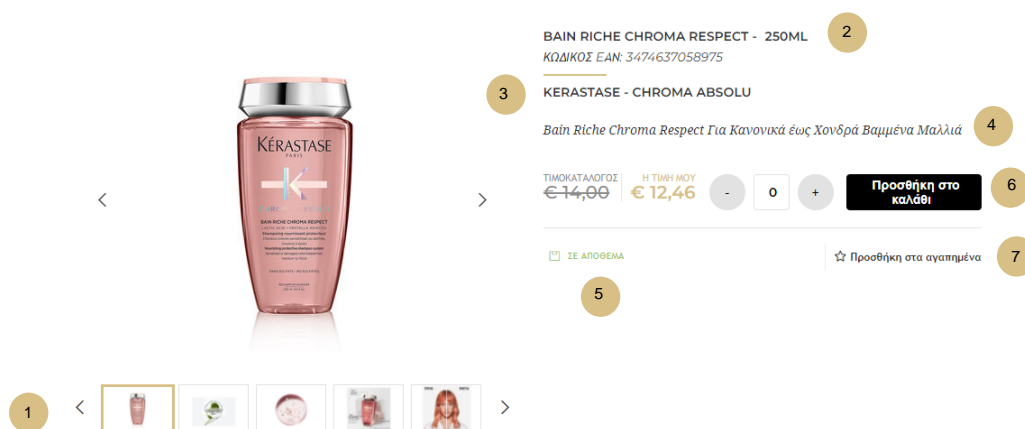 BAIN RICHE CHROMA RESPECT - 250ML
2
ΚΩΔΙΚΟΣ EAN: 3474637058975
3
KERASTASE - CHROMA ABSOLU
Bain Riche Chroma Respect Για Κανονικά έως Χονδρά Βαμμένα Μαλλιά
4
KÉRASTASE
PARIS
BAIN RICHE CHROMA RESPECT
ΤΙΜΟΚΑΤΑΛΟΓΟΣ
€ 14,00
Η ΤΙΜΗ ΜΟΥ
€ 12,46
-
0
+
Προσθήκη στο
καλάθι
6
ΣΕ ΑΠΟΘΕΜΑ
Προσθήκη στα αγαπημένα
7
5
1